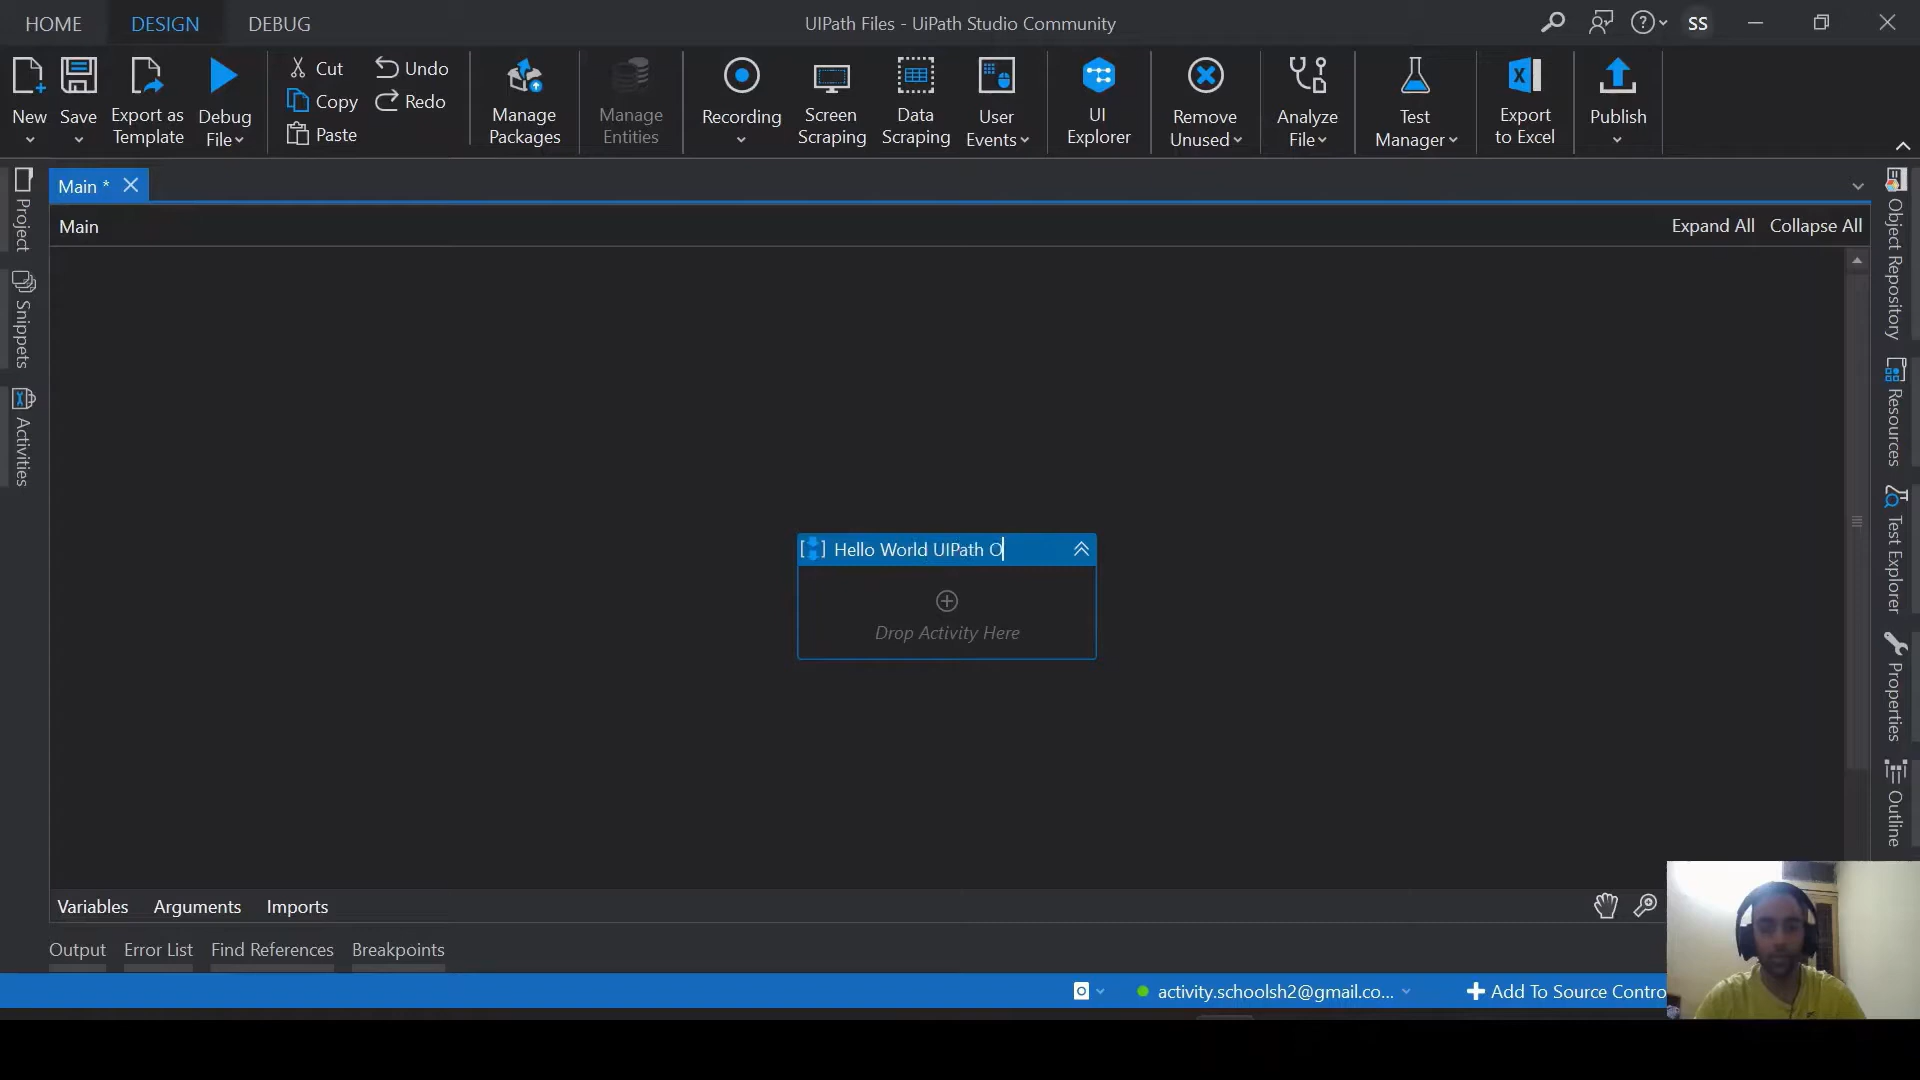 HOME DESIGN DEBUG UIPath Files - UiPath Studio Community SS
New
Save
Export as
Template
Debug
File
Cut
Copy
Paste
Undo
Redo
Manage
Packages
Manage
Entities
Recording
Screen
Scraping
Data
Scraping
User
Events
UI
Explorer
Remove
Unused
Analyze
File
Test
Manager
Export
to Excel
Publish
Main *
Main Expand All Collapse All
Project
Snippets
Activities
Hello World UIPath O
Drop Activity Here
Object Repository
Resources
Test Explorer
Properties
Outline
Variables Arguments Imports
Output Error List Find References Breakpoints
activity.schoolsh2@gmail.co... Add To Source Contro